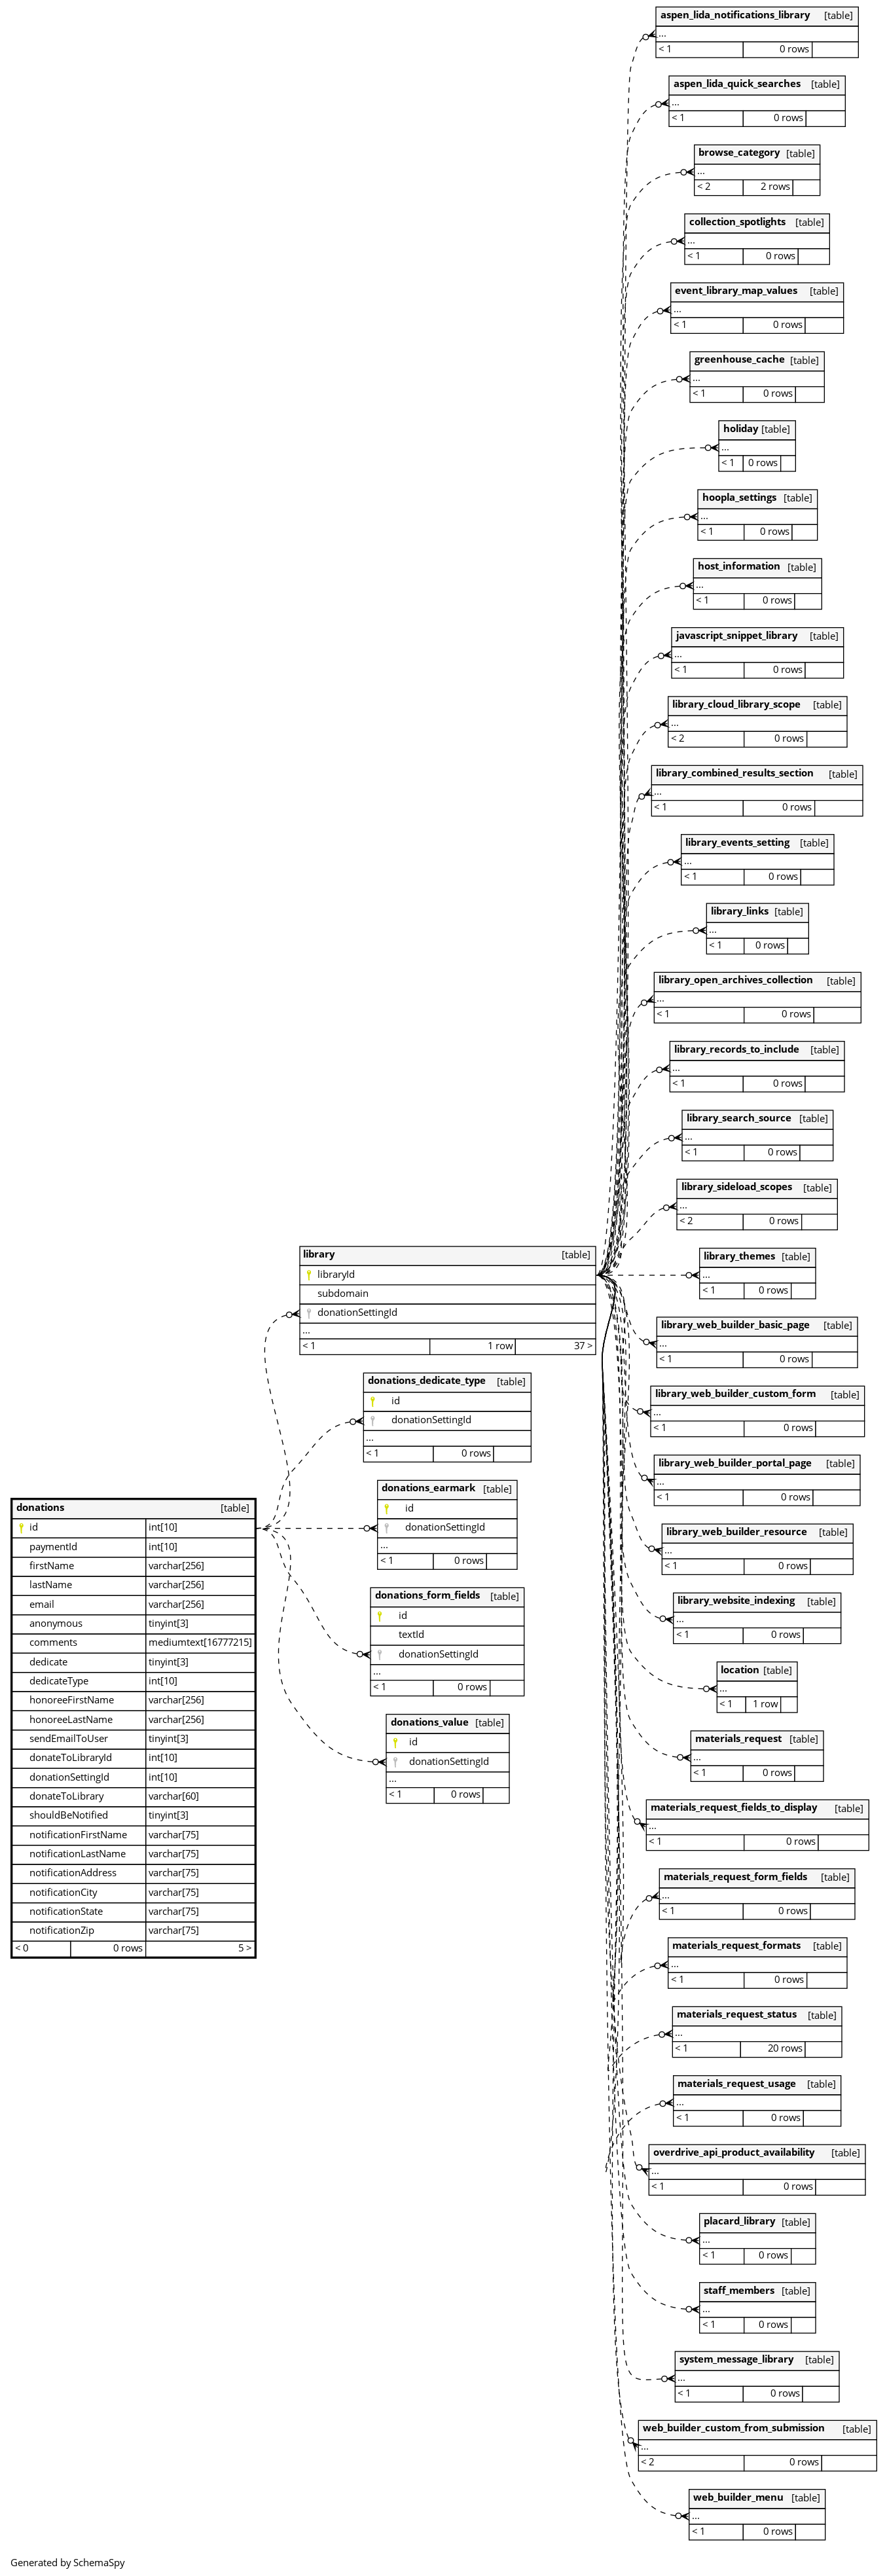 aspen_lida_notifications_library [table]
...
< 1 0 rows
aspen_lida_quick_searches [table]
...
< 1 0 rows
browse_category [table]
...
< 2 2 rows
collection_spotlights [table]
...
< 1 0 rows
event_library_map_values [table]
...
< 1 0 rows
greenhouse_cache [table]
...
< 1 0 rows
holiday [table]
...
< 1 0 rows
hoopla_settings [table]
...
< 1 0 rows
host_information [table]
...
< 1 0 rows
javascript_snippet_library [table]
...
< 1 0 rows
library_cloud_library_scope [table]
...
< 2 0 rows
library_combined_results_section [table]
...
< 1 0 rows
library_events_setting [table]
...
< 1 0 rows
library_links [table]
...
< 1 0 rows
library_open_archives_collection [table]
...
< 1 0 rows
library_records_to_include [table]
...
< 1 0 rows
library_search_source [table]
...
< 1 0 rows
library_sideload_scopes [table]
...
< 2 0 rows
library_themes [table]
...
< 1 0 rows
library_web_builder_basic_page [table]
...
< 1 0 rows
library_web_builder_custom_form [table]
...
< 1 0 rows
library_web_builder_portal_page [table]
...
< 1 0 rows
library_web_builder_resource [table]
...
< 1 0 rows
library_website_indexing [table]
...
< 1 0 rows
location [table]
...
< 1 1 row
materials_request [table]
...
< 1 0 rows
materials_request_fields_to_display [table]
...
< 1 0 rows
materials_request_form_fields [table]
...
< 1 0 rows
materials_request_formats [table]
...
< 1 0 rows
materials_request_status [table]
...
< 1 20 rows
materials_request_usage [table]
...
< 1 0 rows
overdrive_api_product_availability [table]
...
< 1 0 rows
placard_library [table]
...
< 1 0 rows
staff_members [table]
...
< 1 0 rows
system_message_library [table]
...
< 1 0 rows
web_builder_custom_from_submission [table]
...
< 2 0 rows
web_builder_menu [table]
...
< 1 0 rows
library [table]
libraryId
subdomain
donationSettingId
...
< 1 1 row 37 >
donations_dedicate_type [table]
id
donationSettingId
...
< 1 0 rows
donations_earmark [table]
id
donationSettingId
...
< 1 0 rows
donations_form_fields [table]
id
textId
donationSettingId
...
< 1 0 rows
donations_value [table]
id
donationSettingId
...
< 1 0 rows
donations [table]
id int[10]
paymentId int[10]
firstName varchar[256]
lastName varchar[256]
email varchar[256]
anonymous tinyint[3]
comments mediumtext[16777215]
dedicate tinyint[3]
dedicateType int[10]
honoreeFirstName varchar[256]
honoreeLastName varchar[256]
sendEmailToUser tinyint[3]
donateToLibraryId int[10]
donationSettingId int[10]
donateToLibrary varchar[60]
shouldBeNotified tinyint[3]
notificationFirstName varchar[75]
notificationLastName varchar[75]
notificationAddress varchar[75]
notificationCity varchar[75]
notificationState varchar[75]
notificationZip varchar[75]
< 0 0 rows 5 >
Generated by SchemaSpy